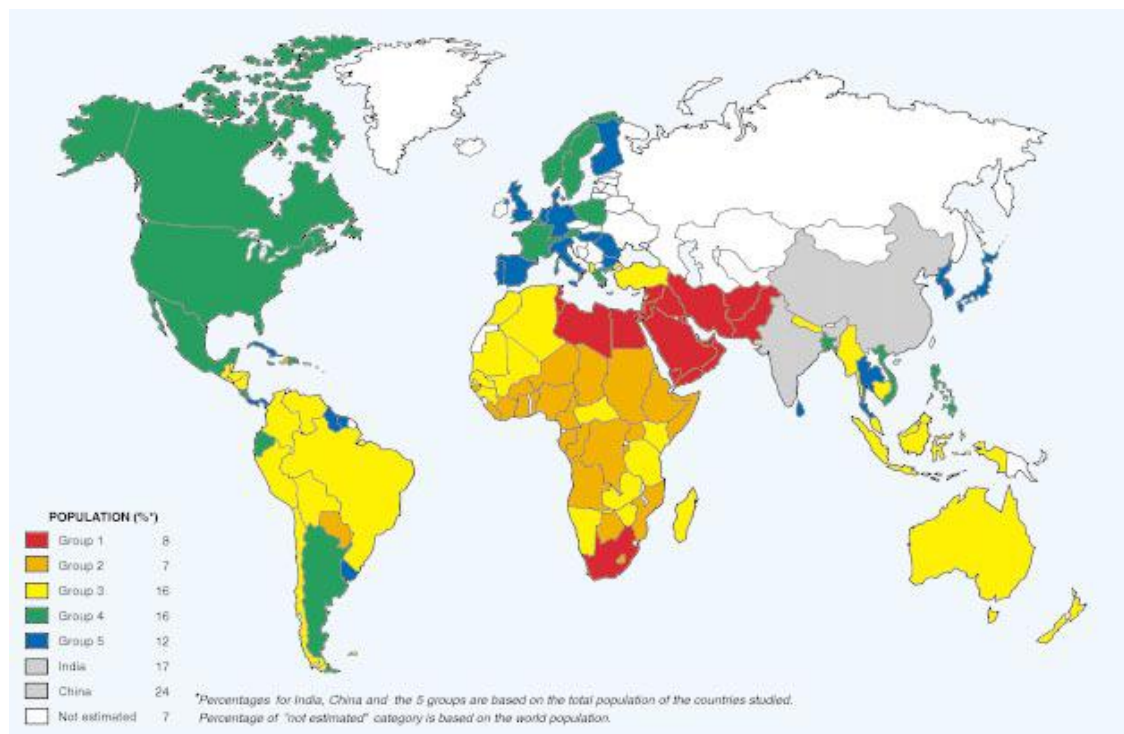 POPULATION (%*)
Group 1 8
Group 2 7
Group 3 16
Group 4 16
Group 5 12
India 17
China 24
Not estimated 7
*Percentages for India, China and the 5 groups are based on the total population of the countries studied.
Percentage of "not estimated" category is based on the world population.